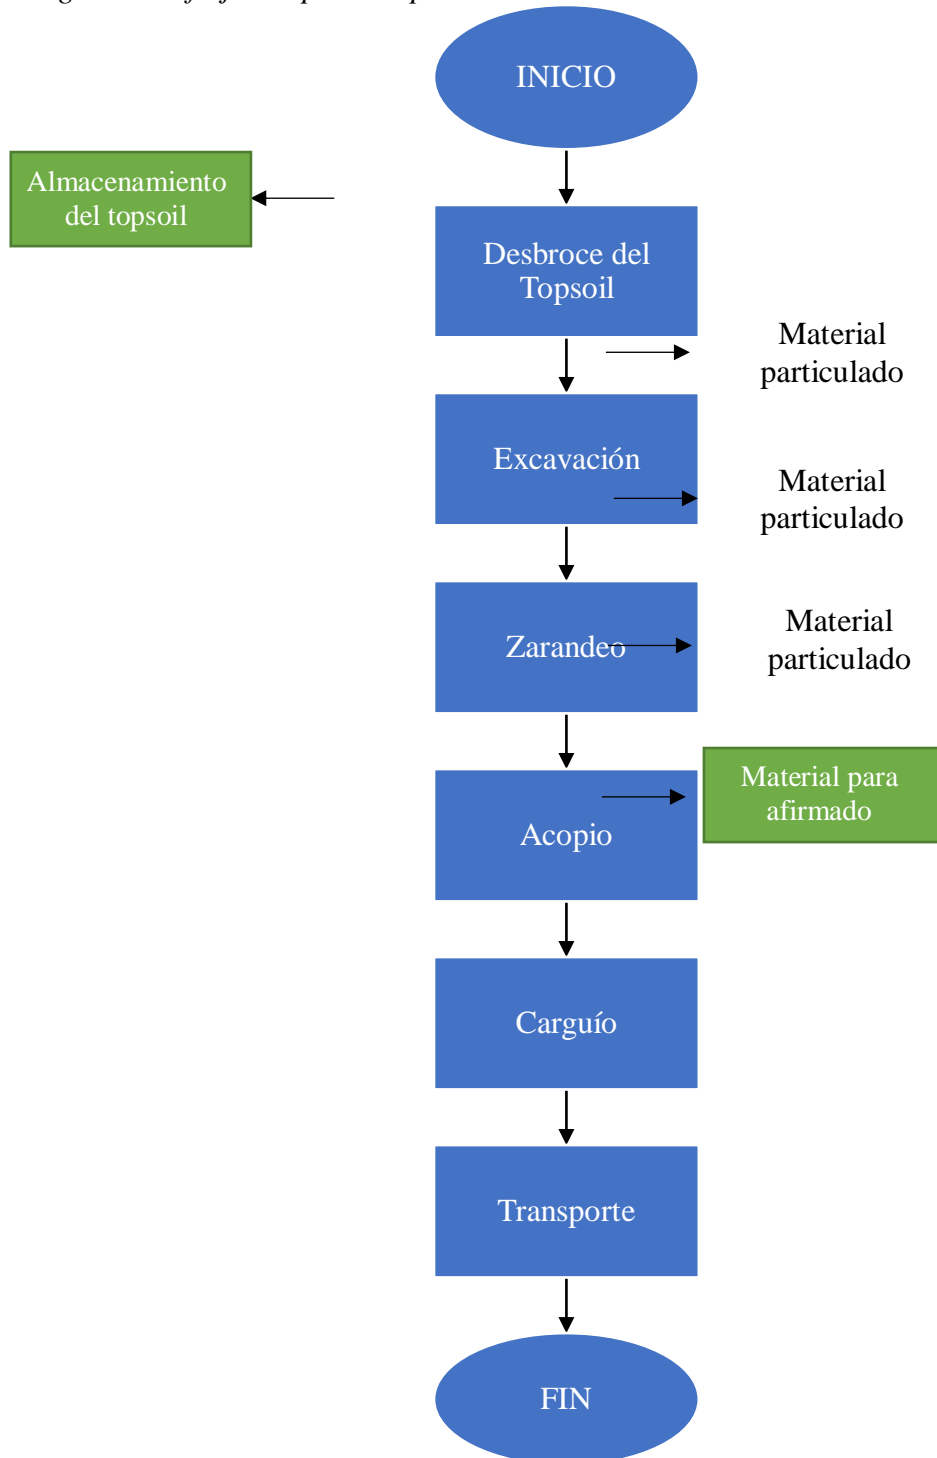 INICIO
Almacenamiento
del topsoil
Desbroce del
Topsoil
Material
particulado
Excavación
Material
particulado
Zarandeo
Material
particulado
Material para
afirmado
Acopio
Carguío
Transporte
FIN